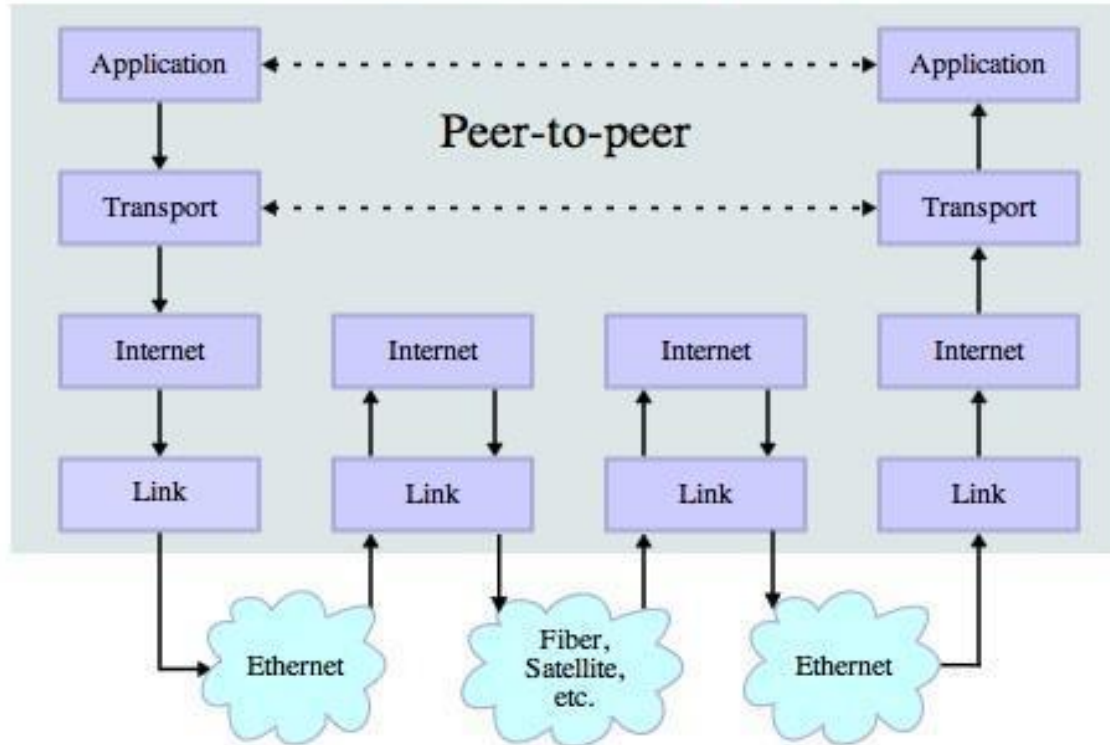 Application
Application
Peer-to-peer
Transport
Transport
Internet
Internet
Internet
Internet
Link
Link
Link
Link
Ethernet
Fiber,
Satellite,
etc.
Ethernet